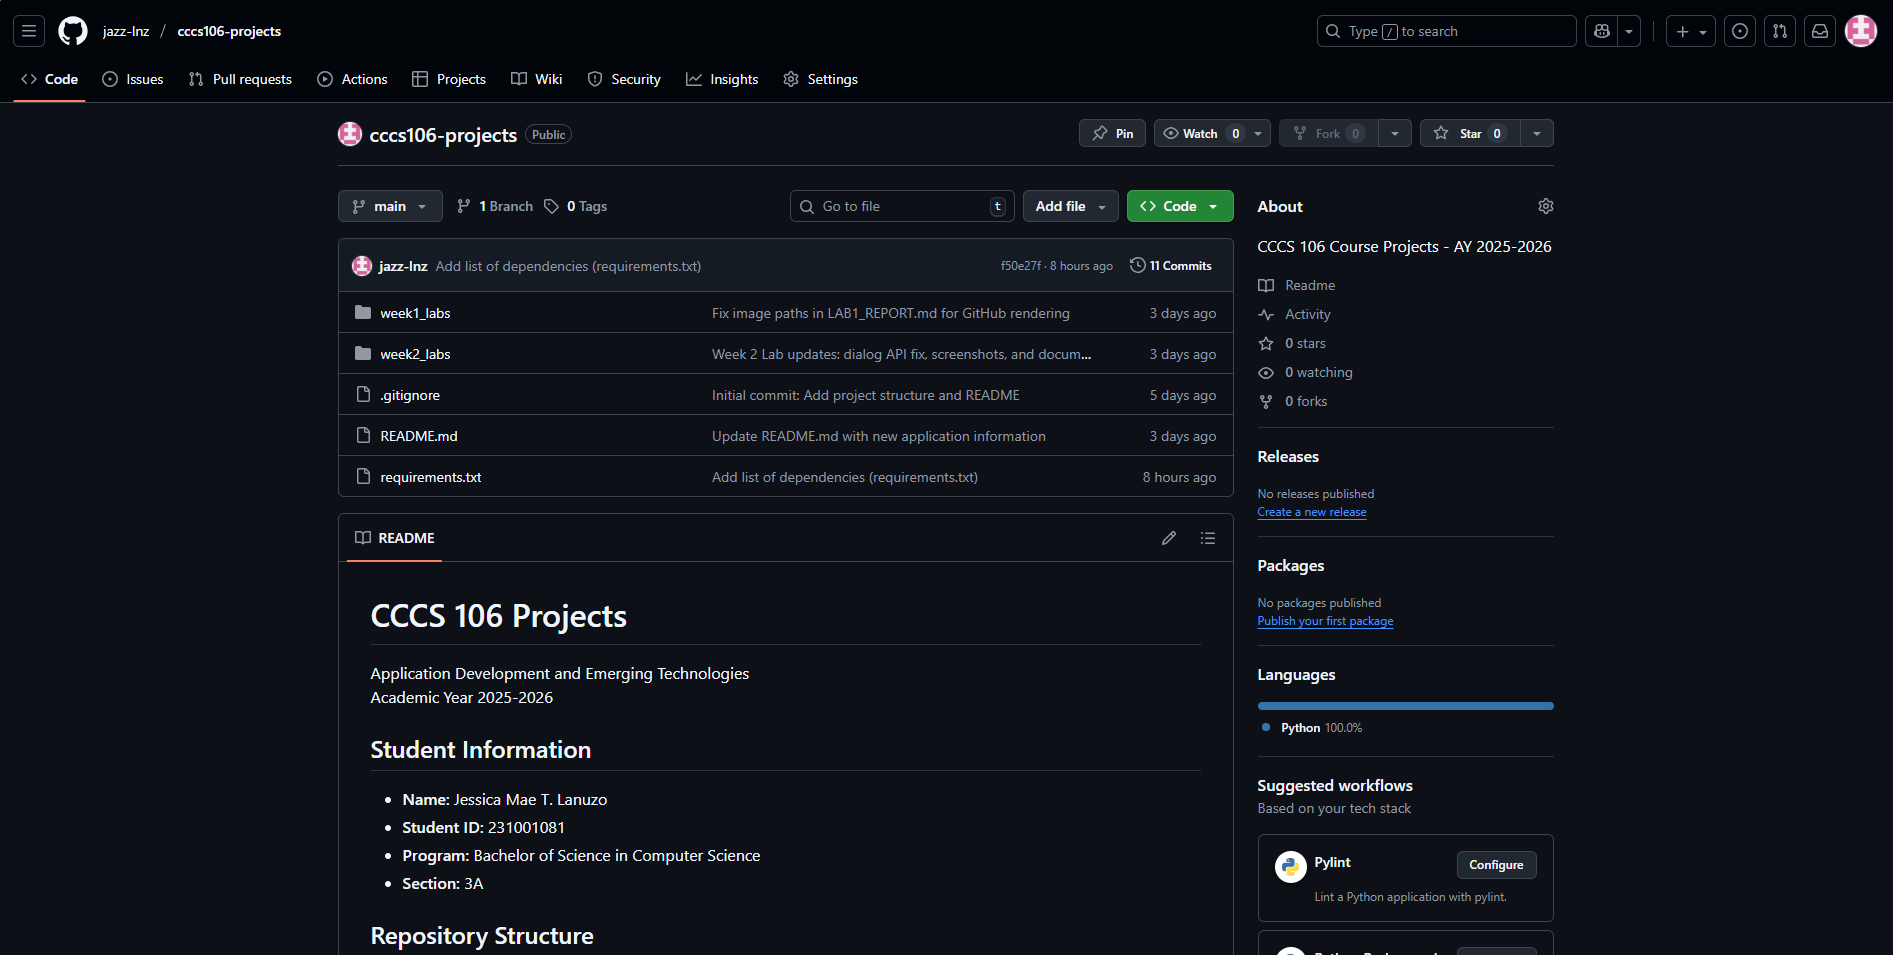 jazz-lnz / cccs106-projects
Type / to search
Code Issues Pull requests Actions Projects Wiki Security Insights Settings
cccs106-projects Public
Pin Watch 0 Fork 0 Star 0
main 1 Branch 0 Tags
Go to file t Add file Code
jazz-lnz Add list of dependencies (requirements.txt) f50e27f · 8 hours ago 11 Commits
week1_labs Fix image paths in LAB1_REPORT.md for GitHub rendering 3 days ago
week2_labs Week 2 Lab updates: dialog API fix, screenshots, and docum... 3 days ago
.gitignore Initial commit: Add project structure and README 5 days ago
README.md Update README.md with new application information 3 days ago
requirements.txt Add list of dependencies (requirements.txt) 8 hours ago
README
CCCS 106 Projects
Application Development and Emerging Technologies
Academic Year 2025-2026
Student Information
Name: Jessica Mae T. Lanuzo
Student ID: 231001081
Program: Bachelor of Science in Computer Science
Section: 3A
Repository Structure
About
CCCS 106 Course Projects - AY 2025-2026
Readme
Activity
0 stars
0 watching
0 forks
Releases
No releases published
Create a new release
Packages
No packages published
Publish your first package
Languages
Python 100.0%
Suggested workflows
Based on your tech stack
Pylint Configure
Lint a Python application with pylint.